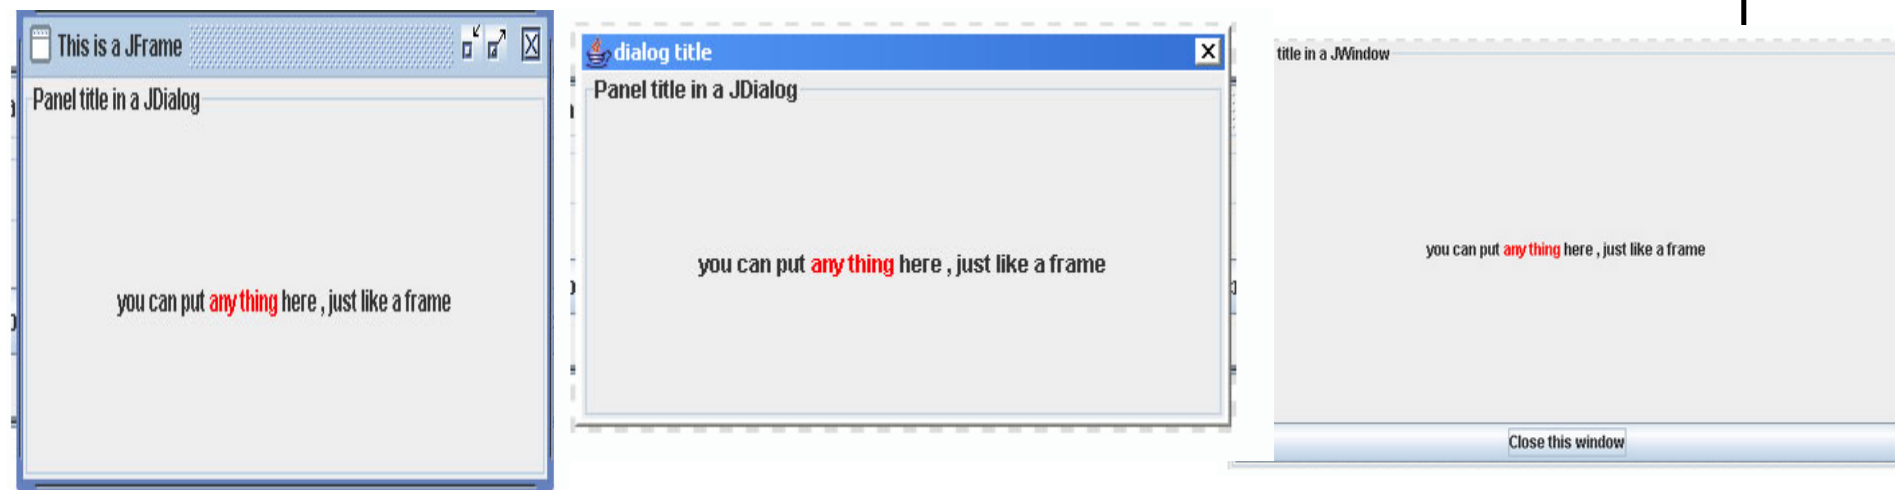 This is a JFrame
Panel title in a JDialog
you can put any thing here , just like a frame
dialog title
Panel title in a JDialog
you can put any thing here , just like a frame
title in a JWindow
you can put any thing here , just like a frame
Close this window